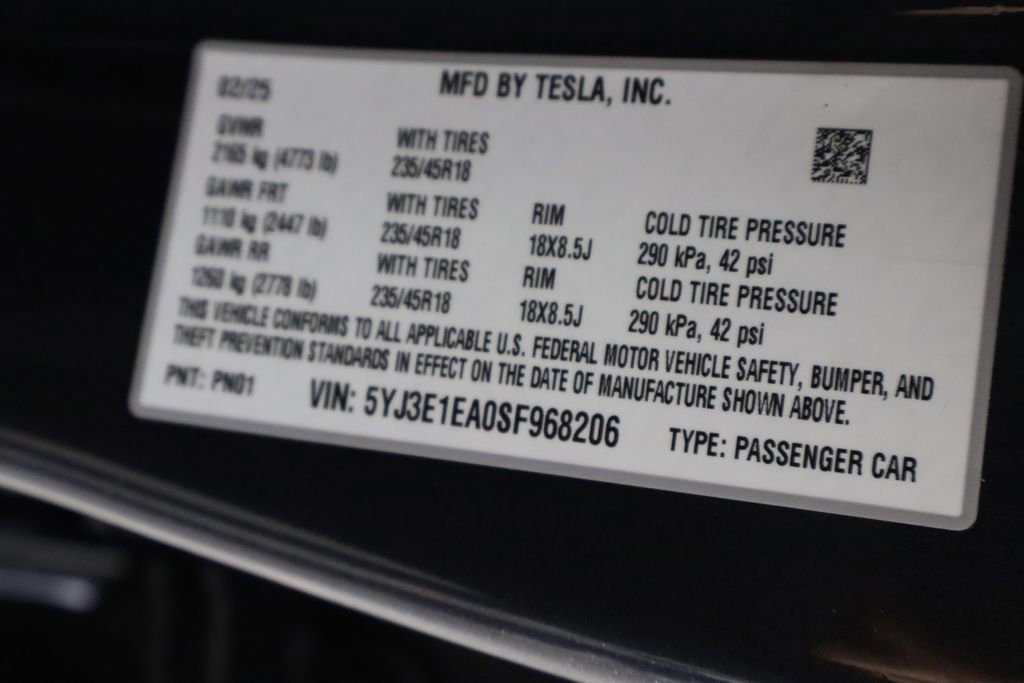 02/25 MFD BY TESLA, INC.
GVWR
2165 kg (4773 lb)
WITH TIRES
235/45R18
GAWR FRT
1110 kg (2447 lb)
WITH TIRES
235/45R18
RIM
18X8.5J
COLD TIRE PRESSURE
290 kPa, 42 psi
GAWR RR
1260 kg (2778 lb)
WITH TIRES
235/45R18
RIM
18X8.5J
COLD TIRE PRESSURE
290 kPa, 42 psi
THIS VEHICLE CONFORMS TO ALL APPLICABLE U.S. FEDERAL MOTOR VEHICLE SAFETY, BUMPER, AND
THEFT PREVENTION STANDARDS IN EFFECT ON THE DATE OF MANUFACTURE SHOWN ABOVE.
PNT: PN01 VIN: 5YJ3E1EA0SF968206 TYPE: PASSENGER CAR